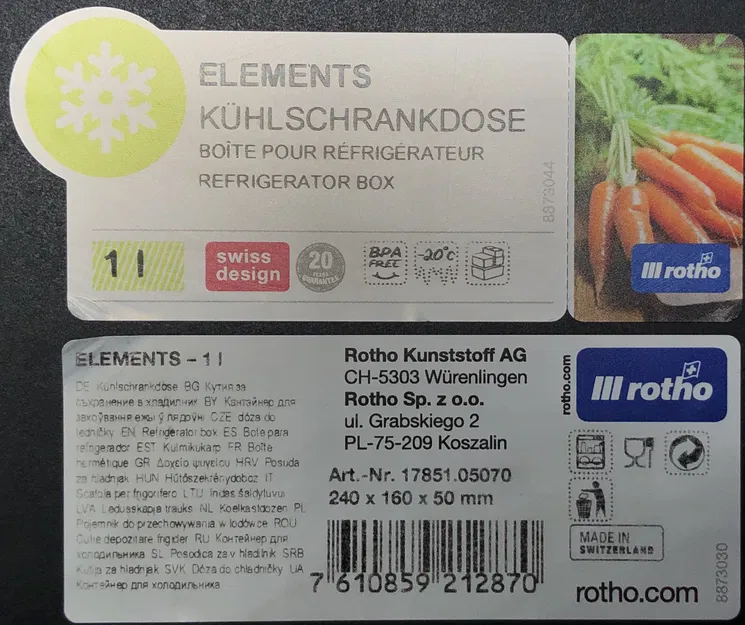 ELEMENTS
KÜHLSCHRANKDOSE
BOÎTE POUR RÉFRIGÉRATEUR
REFRIGERATOR BOX
8873044
1 l
swiss
design
20
YEARS
GUARANTEE
BPA
FREE
-20°c
rotho
ELEMENTS – 1 l
DE Kühlschrankdose BG Кутия за
съхранение в хладилник BY Кантэйнер для
ÿ лядоўні CZE dóza do
ledničky EN Refrigerator box ES Bote para
refrigerador EST Külmikukarp FR Boîte
hermétique GR Δοχείο ψυγείου HRV Posuda
za hladnjak HUN Hűtőszekrénydoboz IT
Scatola per frigorifero LTU Indas šaldytuvui
LVA Ledusskapja trauks NL Koelkastdozen PL
Pojemnik do przechowywania w lodówce ROU
Cutie depozitare frigider RU Контейнер для
холодильника SL Posodica za v hladilnik SRB
Kutija za hladnjak SVK Dóza do chladničky UA
Контейнер для холодильника
Rotho Kunststoff AG
CH-5303 Würenlingen
Rotho Sp. z o.o.
ul. Grabskiego 2
PL-75-209 Koszalin
Art.-Nr. 17851.05070
240 x 160 x 50 mm
7 610859 212870
rotho.com
rotho
MADE IN
SWITZERLAND
rotho.com
8873030